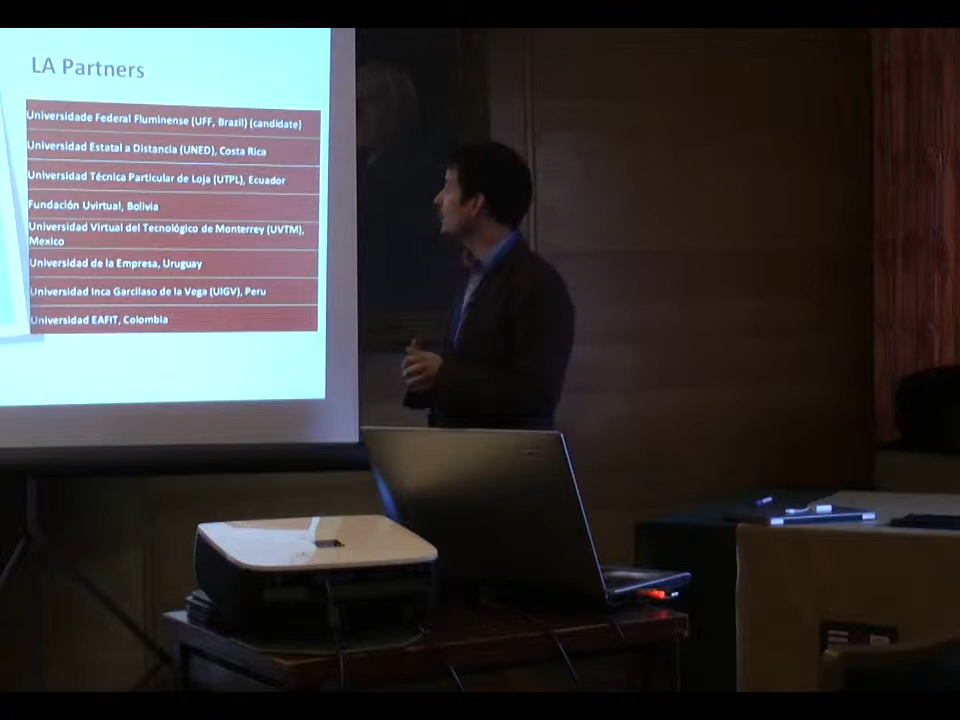 LA Partners
Universidade Federal Fluminense (UFF, Brazil) (candidate)
Universidad Estatal a Distancia (UNED), Costa Rica
Universidad Técnica Particular de Loja (UTPL), Ecuador
Fundación Uvirtual, Bolivia
Universidad Virtual del Tecnológico de Monterrey (UVTM),
Mexico
Universidad de la Empresa, Uruguay
Universidad Inca Garcilaso de la Vega (UIGV), Peru
Universidad EAFIT, Colombia